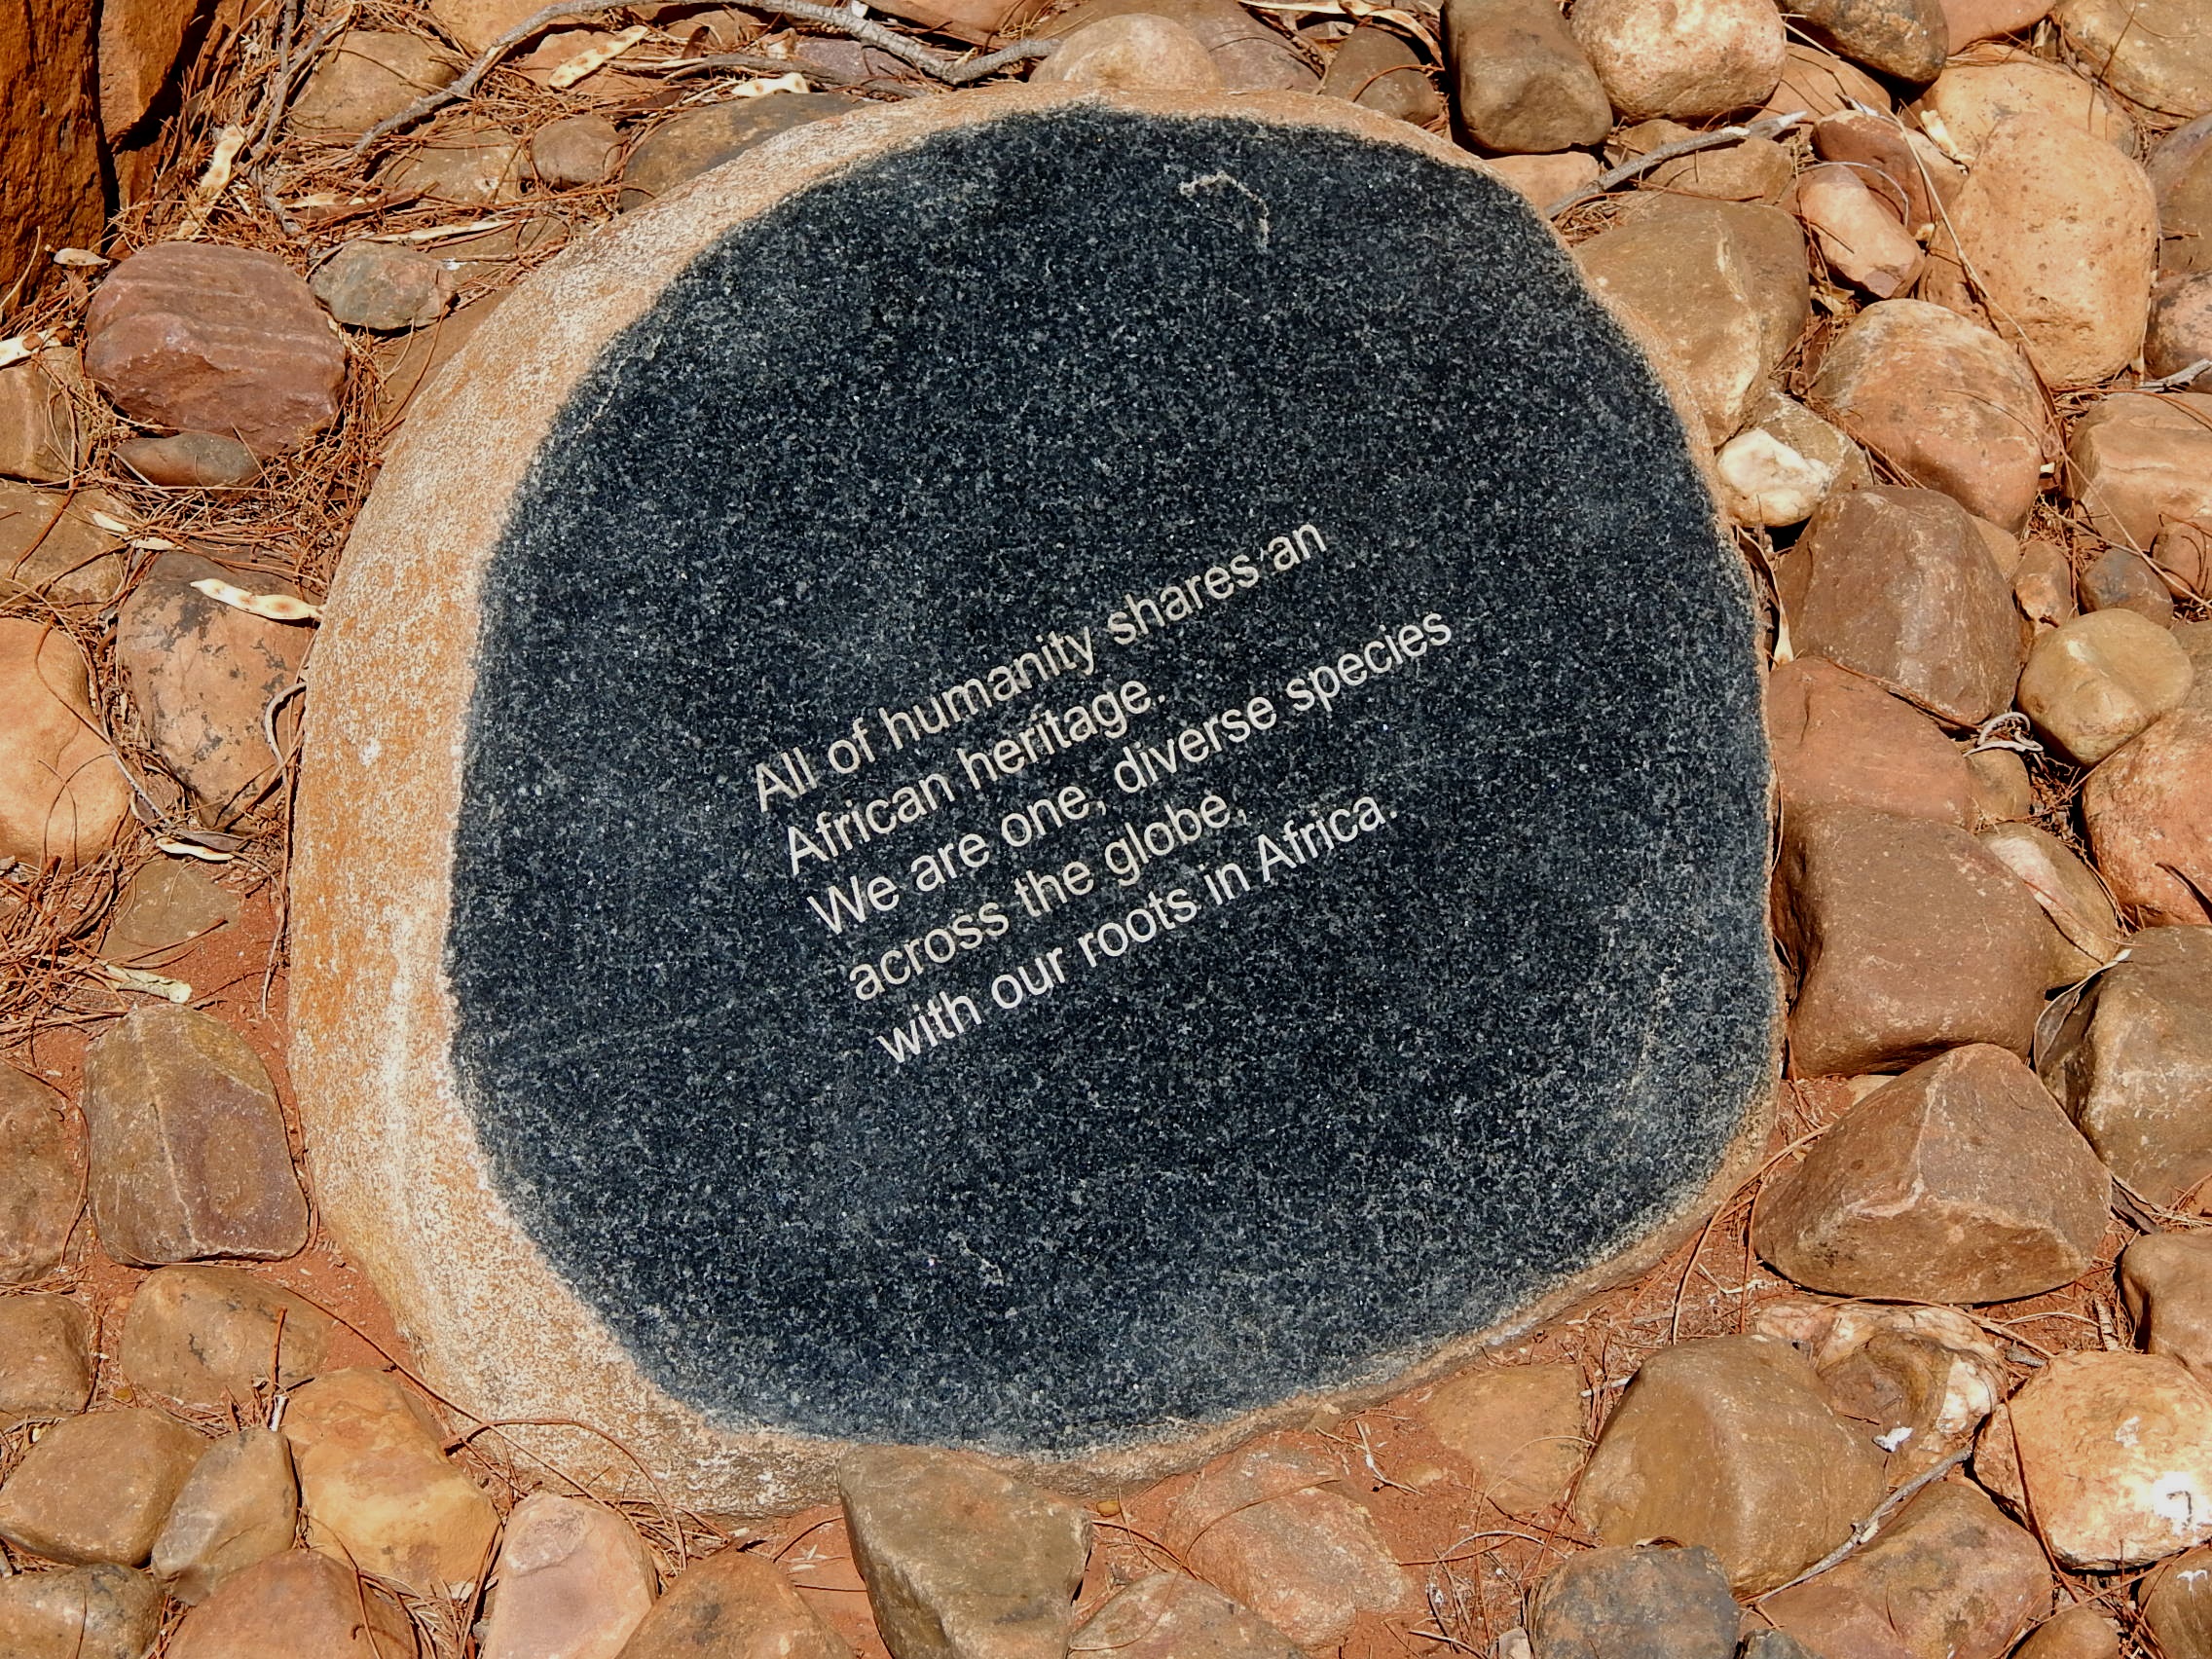 All of humanity shares an
African heritage.
We are one, diverse species
across the globe,
with our roots in Africa.